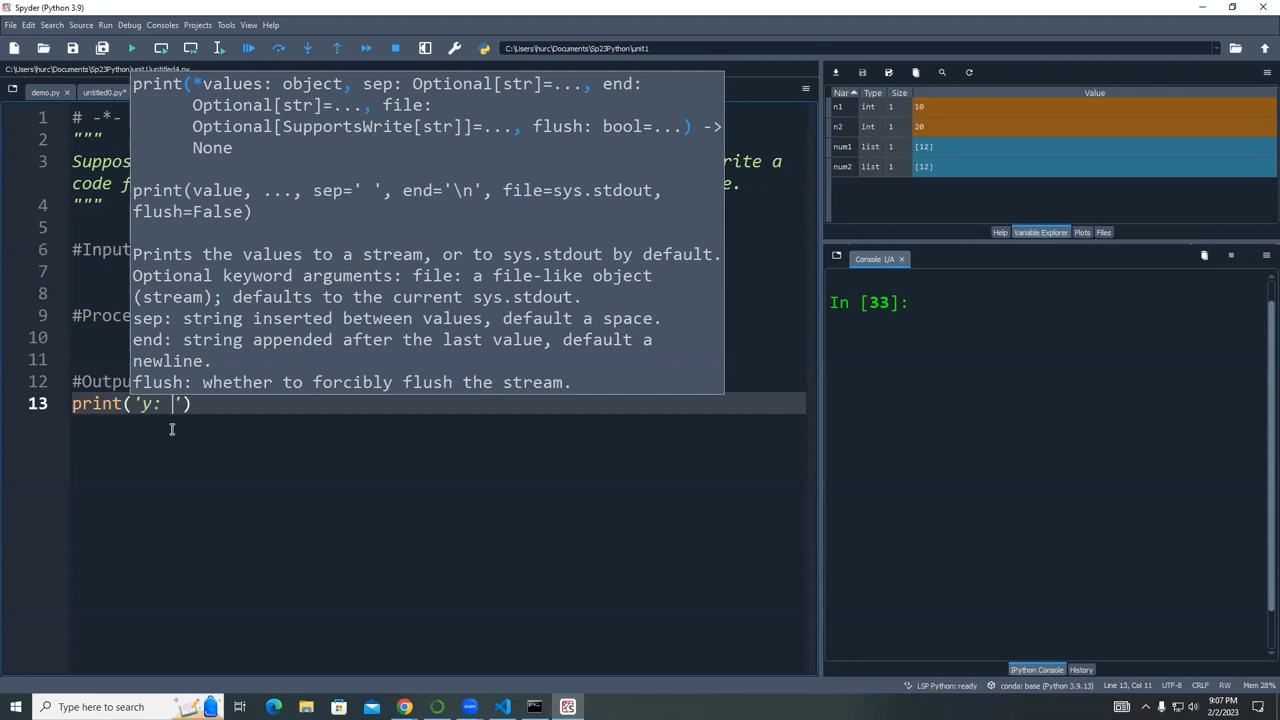 Spyder (Python 3.9)
File Edit Search Source Run Debug Consoles Projects Tools View Help
C:\Users\hurc\Documents\Sp23Python\unit1
C:\Users\hurc\Documents\Sp23Python\unit1\untitled4.py
demo.py untitled0.py*
1 # -*-
2 """
3 Suppos rite a
code f e.
4 """
5
6 #Input
7
8
9 #Proce
10
11
12 #Outpu
13 print('y: ')
print(*values: object, sep: Optional[str]=..., end:
Optional[str]=..., file:
Optional[SupportsWrite[str]]=..., flush: bool=...) ->
None
print(value, ..., sep=' ', end='\n', file=sys.stdout,
flush=False)
Prints the values to a stream, or to sys.stdout by default.
Optional keyword arguments: file: a file-like object
(stream); defaults to the current sys.stdout.
sep: string inserted between values, default a space.
end: string appended after the last value, default a
newline.
flush: whether to forcibly flush the stream.
Nar Type Size Value
n1 int 1 10
n2 int 1 20
num1 list 1 [12]
num2 list 1 [12]
Help Variable Explorer Plots Files
Console 1/A
In [33]:
IPython Console History
LSP Python: ready conda: base (Python 3.9.13) Line 13, Col 11 UTF-8 CRLF RW Mem 28%
Type here to search
9:07 PM
2/2/2023